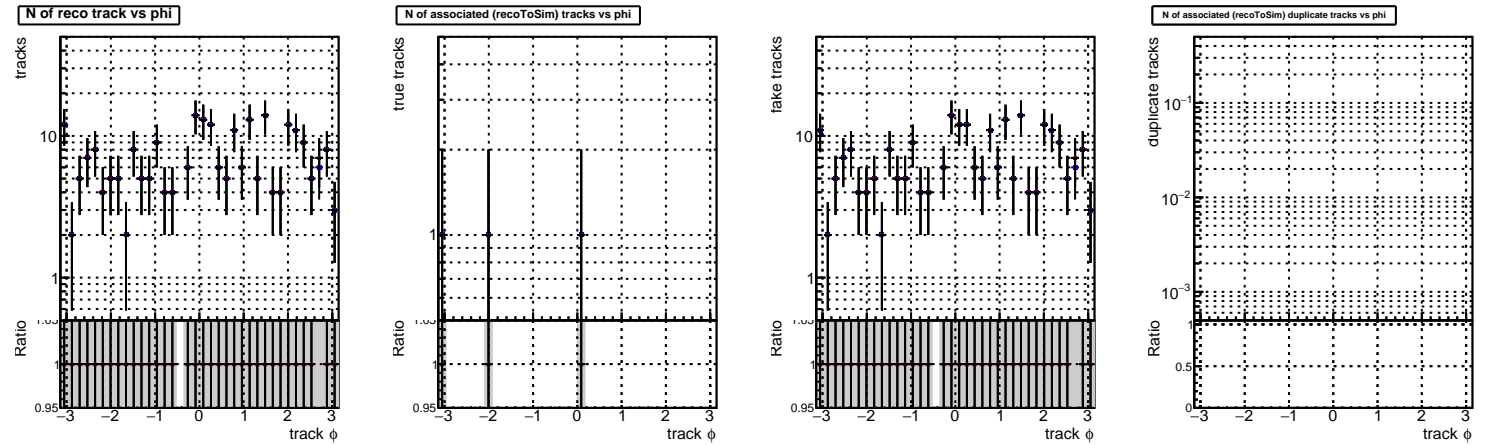 N of reco track vs phi
tracks
10
1
Ratio
1.05
1
0.95
−3 −2 −1 0 1 2 3
track ϕ
N of associated (recoToSim) tracks vs phi
true tracks
1
Ratio
1.05
1
0.95
−3 −2 −1 0 1 2 3
track ϕ
fake tracks
10
1
Ratio
1.05
1
0.95
−3 −2 −1 0 1 2 3
track ϕ
N of associated (recoToSim) duplicate tracks vs phi
duplicate tracks
10−1
10−2
10−3
Ratio
1
0.5
0
−3 −2 −1 0 1 2 3
track ϕ